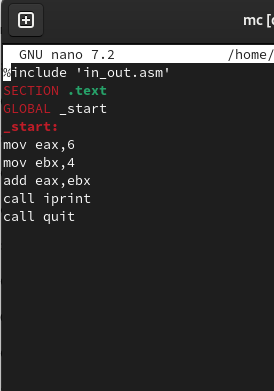 mc [
GNU nano 7.2 /home/
%include 'in_out.asm'
SECTION .text
GLOBAL _start
_start:
mov eax,6
mov ebx,4
add eax,ebx
call iprint
call quit